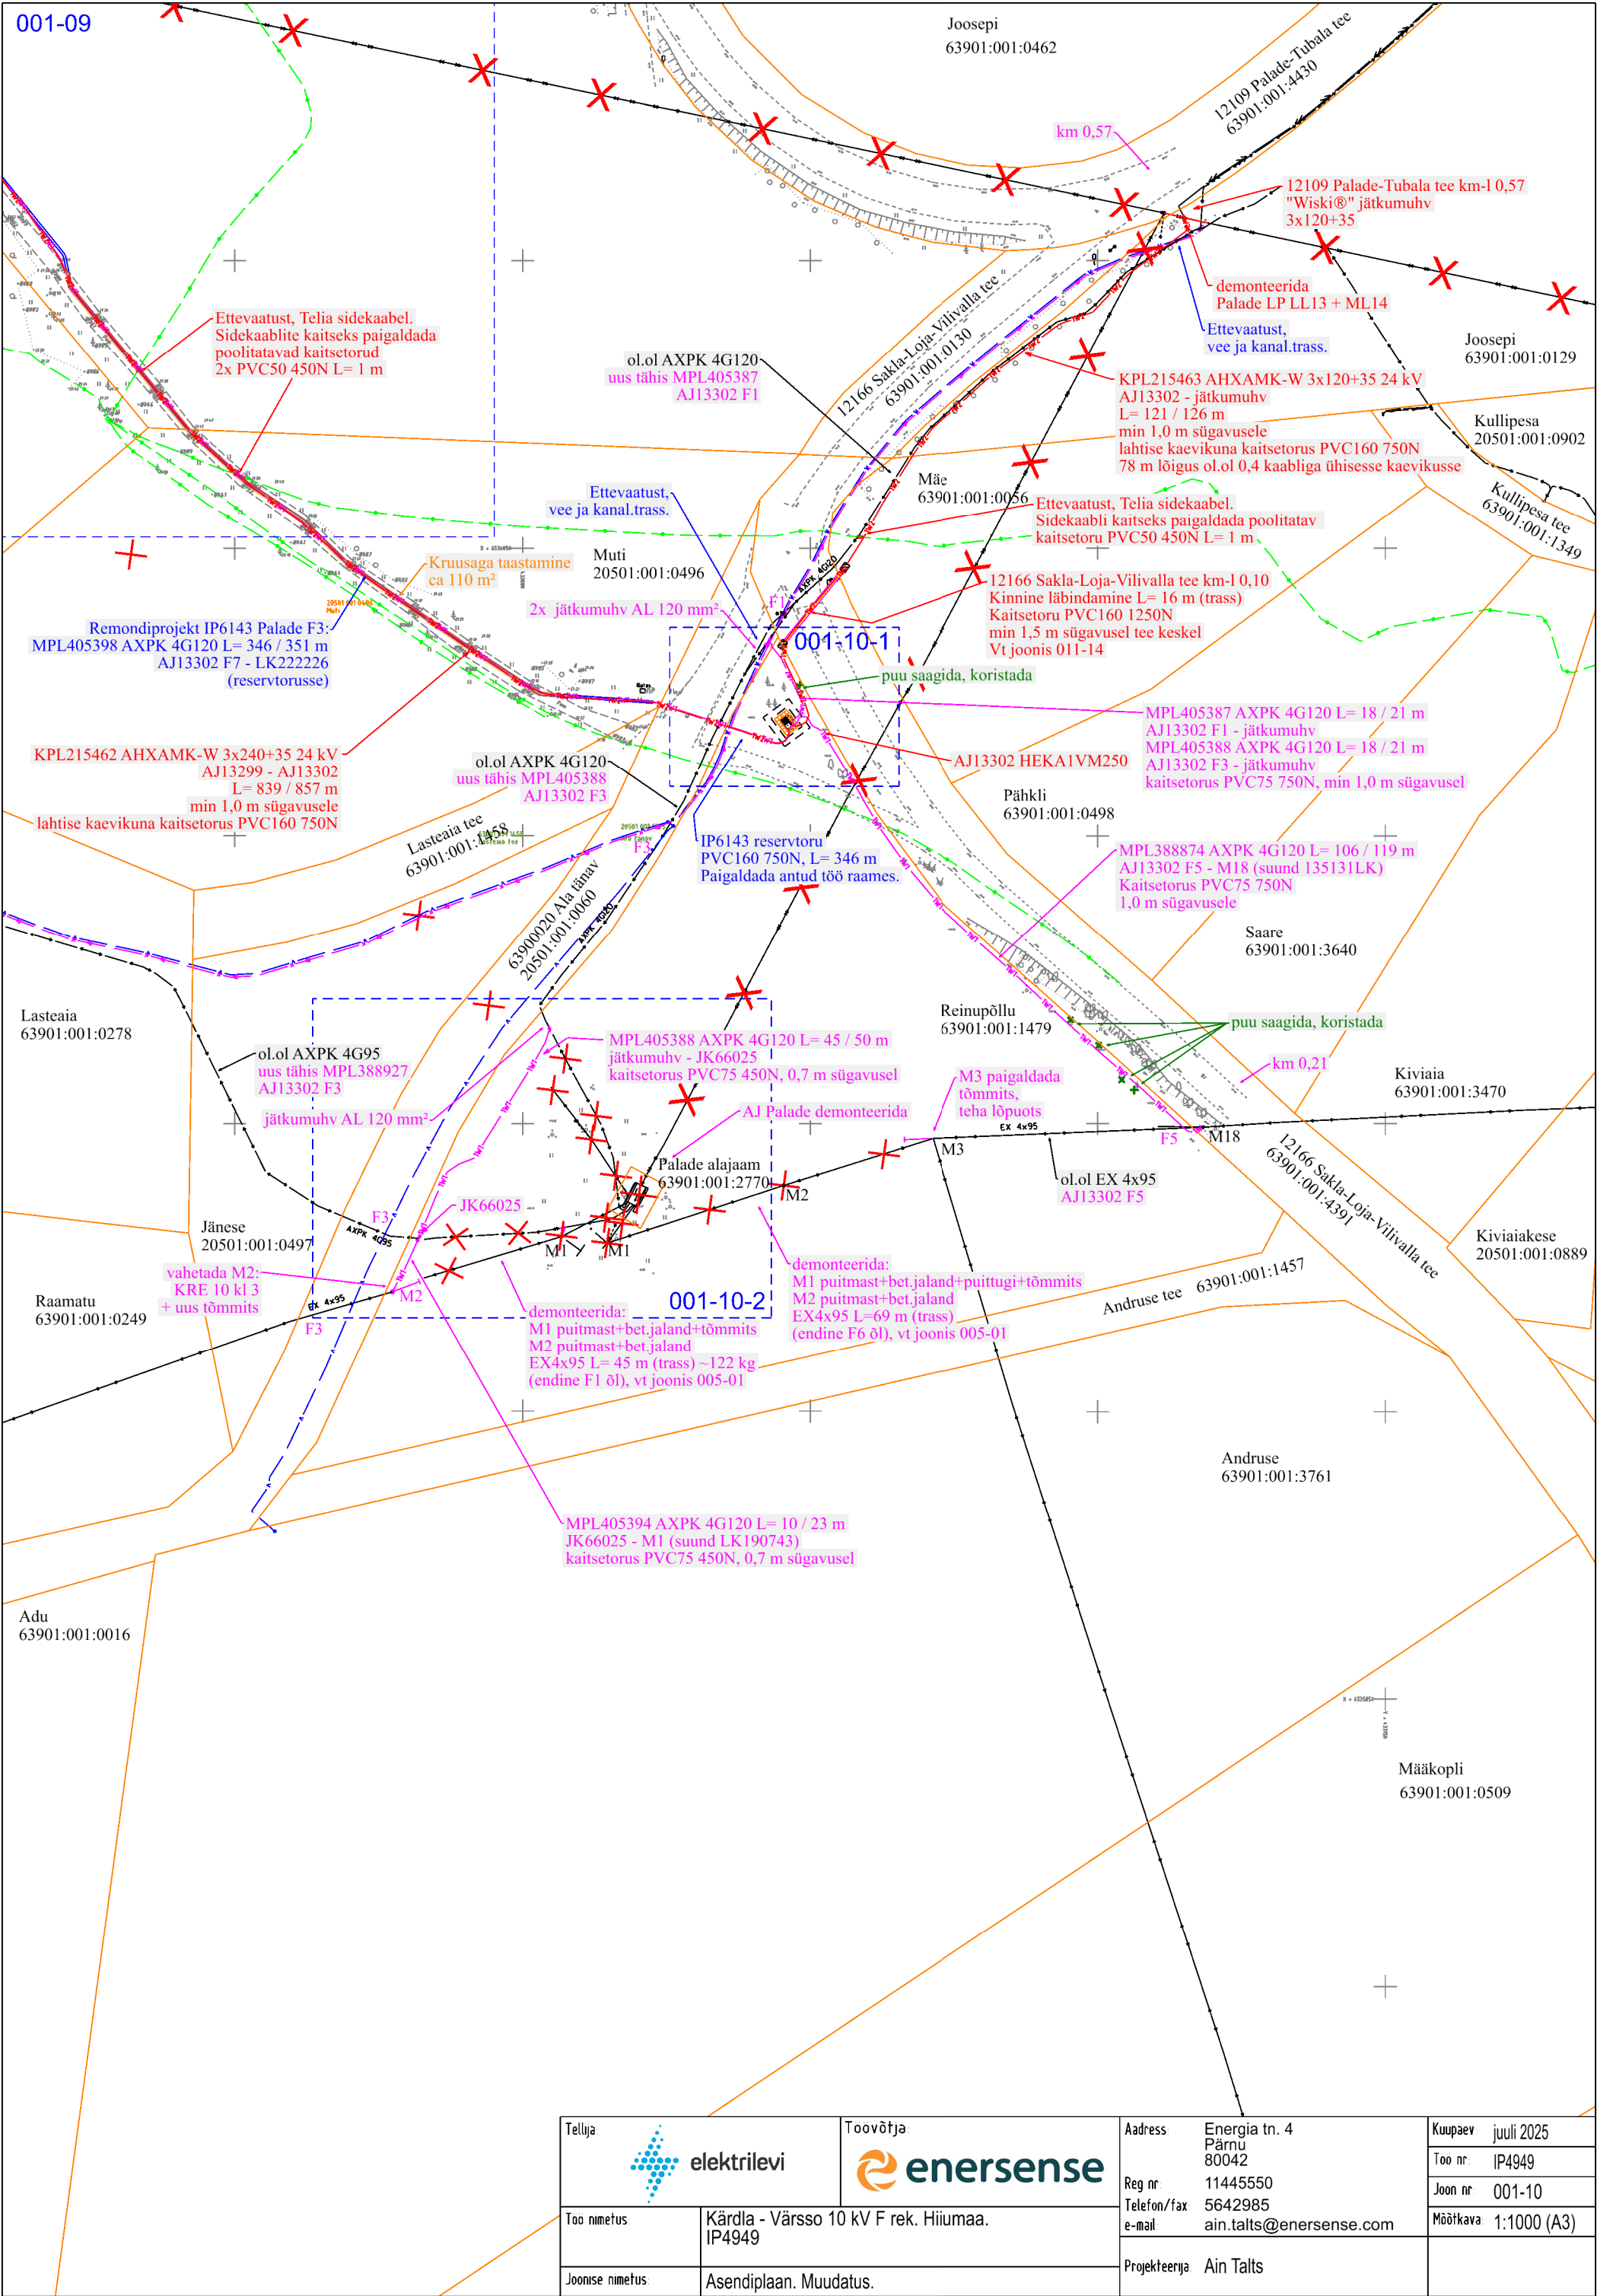 001-09
Joosepi
63901:001:0462
12109 Palade-Tubala tee
63901:001:4430
km 0,57
12109 Palade-Tubala tee km-l 0,57
"Wiski®" jätkumuhv
3x120+35
demonteerida
Palade LP LL13 + ML14
Ettevaatust,
vee ja kanal.trass.
Joosepi
63901:001:0129
Ettevaatust, Telia sidekaabel.
Sidekaablite kaitseks paigaldada
poolitatavad kaitsetorud
2x PVC50 450N L= 1 m
ol.ol AXPK 4G120
uus tähis MPL405387
AJ13302 F1
12166 Sakla-Loja-Vilivalla tee
63901:001:0130
KPL215463 AHXAMK-W 3x120+35 24 kV
AJ13302 - jätkumuhv
L= 121 / 126 m
min 1,0 m sügavusele
lahtise kaevikuna kaitsetorus PVC160 750N
78 m lõigus ol.ol 0,4 kaabliga ühisesse kaevikusse
Kullipesa
20501:001:0902
Kullipesa tee
63901:001:1349
Mäe
63901:001:0056
Ettevaatust,
vee ja kanal.trass.
Ettevaatust, Telia sidekaabel.
Sidekaabli kaitseks paigaldada poolitatav
kaitsetoru PVC50 450N L= 1 m
Muti
20501:001:0496
Kruusaga taastamine
ca 110 m²
AXPK 4G120
12166 Sakla-Loja-Vilivalla tee km-l 0,10
Kinnine läbindamine L= 16 m (trass)
Kaitsetoru PVC160 1250N
min 1,5 m sügavusel tee keskel
Vt joonis 011-14
2x jätkumuhv AL 120 mm²
F1
Remondiprojekt IP6143 Palade F3:
MPL405398 AXPK 4G120 L= 346 / 351 m
AJ13302 F7 - LK222226
(reservtorusse)
001-10-1
puu saagida, koristada
MPL405387 AXPK 4G120 L= 18 / 21 m
AJ13302 F1 - jätkumuhv
MPL405388 AXPK 4G120 L= 18 / 21 m
AJ13302 F3 - jätkumuhv
kaitsetorus PVC75 750N, min 1,0 m sügavusel
KPL215462 AHXAMK-W 3x240+35 24 kV
AJ13299 - AJ13302
L= 839 / 857 m
min 1,0 m sügavusele
lahtise kaevikuna kaitsetorus PVC160 750N
ol.ol AXPK 4G120
uus tähis MPL405388
AJ13302 F3
AJ13302 HEKA1VM250
Pähkli
63901:001:0498
Lasteaia tee
63901:001:1458
F3
IP6143 reservtoru
PVC160 750N, L= 346 m
Paigaldada antud töö raames.
MPL388874 AXPK 4G120 L= 106 / 119 m
AJ13302 F5 - M18 (suund 135131LK)
Kaitsetorus PVC75 750N
1,0 m sügavusele
63900020 Ala tänav
20501:001:0060
AXPK 4G120
Saare
63901:001:3640
Lasteaia
63901:001:0278
Reinupõllu
63901:001:1479
puu saagida, koristada
ol.ol AXPK 4G95
uus tähis MPL388927
AJ13302 F3
MPL405388 AXPK 4G120 L= 45 / 50 m
jätkumuhv - JK66025
kaitsetorus PVC75 450N, 0,7 m sügavusel
km 0,21
M3 paigaldada
tõmmits,
teha lõpuots
Kiviaia
63901:001:3470
jätkumuhv AL 120 mm²
AJ Palade demonteerida
EX 4x95
F5
M18
M3
Palade alajaam
63901:001:2770
M2
ol.ol EX 4x95
AJ13302 F5
12166 Sakla-Loja-Vilivalla tee
63901:001:4391
JK66025
F3
AXPK 4G95
Jänese
20501:001:0497
M1
M1
Kiviaiakese
20501:001:0889
vahetada M2:
KRE 10 kl 3
+ uus tõmmits
M2
demonteerida:
M1 puitmast+bet.jaland+puittugi+tõmmits
M2 puitmast+bet.jaland
EX4x95 L=69 m (trass)
(endine F6 õl), vt joonis 005-01
Andruse tee 63901:001:1457
Raamatu
63901:001:0249
EX 4x95
F3
001-10-2
demonteerida:
M1 puitmast+bet.jaland+tõmmits
M2 puitmast+bet.jaland
EX4x95 L= 45 m (trass) ~122 kg
(endine F1 õl), vt joonis 005-01
Andruse
63901:001:3761
MPL405394 AXPK 4G120 L= 10 / 23 m
JK66025 - M1 (suund LK190743)
kaitsetorus PVC75 450N, 0,7 m sügavusel
Adu
63901:001:0016
Määkopli
63901:001:0509
Tellija:
elektrilevi
Töövõtja:
enersense
Aadress: Energia tn. 4
Pärnu
80042
Reg nr: 11445550
Telefon/fax: 5642985
e-mail: ain.talts@enersense.com
Kuupäev: juuli 2025
Töö nr: IP4949
Joon nr: 001-10
Mõõtkava: 1:1000 (A3)
Töö nimetus: Kärdla - Värsso 10 kV F rek. Hiiumaa.
IP4949
Projekteerija: Ain Talts
Joonise nimetus: Asendiplaan. Muudatus.